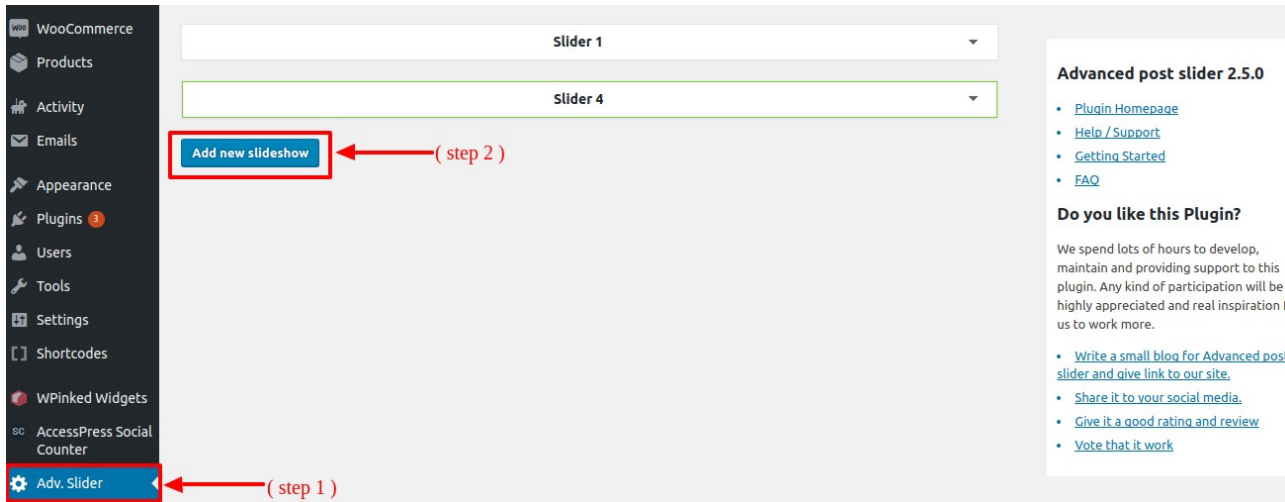 WOO WooCommerce
Products
Activity
Emails
Appearance
Plugins 3
Users
Tools
Settings
[ ] Shortcodes
WPinked Widgets
SC AccessPress Social
Counter
Adv. Slider
( step 1 )
Slider 1
Slider 4
Add new slideshow
( step 2 )
Advanced post slider 2.5.0
• Plugin Homepage
• Help / Support
• Getting Started
• FAQ
Do you like this Plugin?
We spend lots of hours to develop,
maintain and providing support to this
plugin. Any kind of participation will be
highly appreciated and real inspiration
us to work more.
• Write a small blog for Advanced post
slider and give link to our site.
• Share it to your social media.
• Give it a good rating and review
• Vote that it work